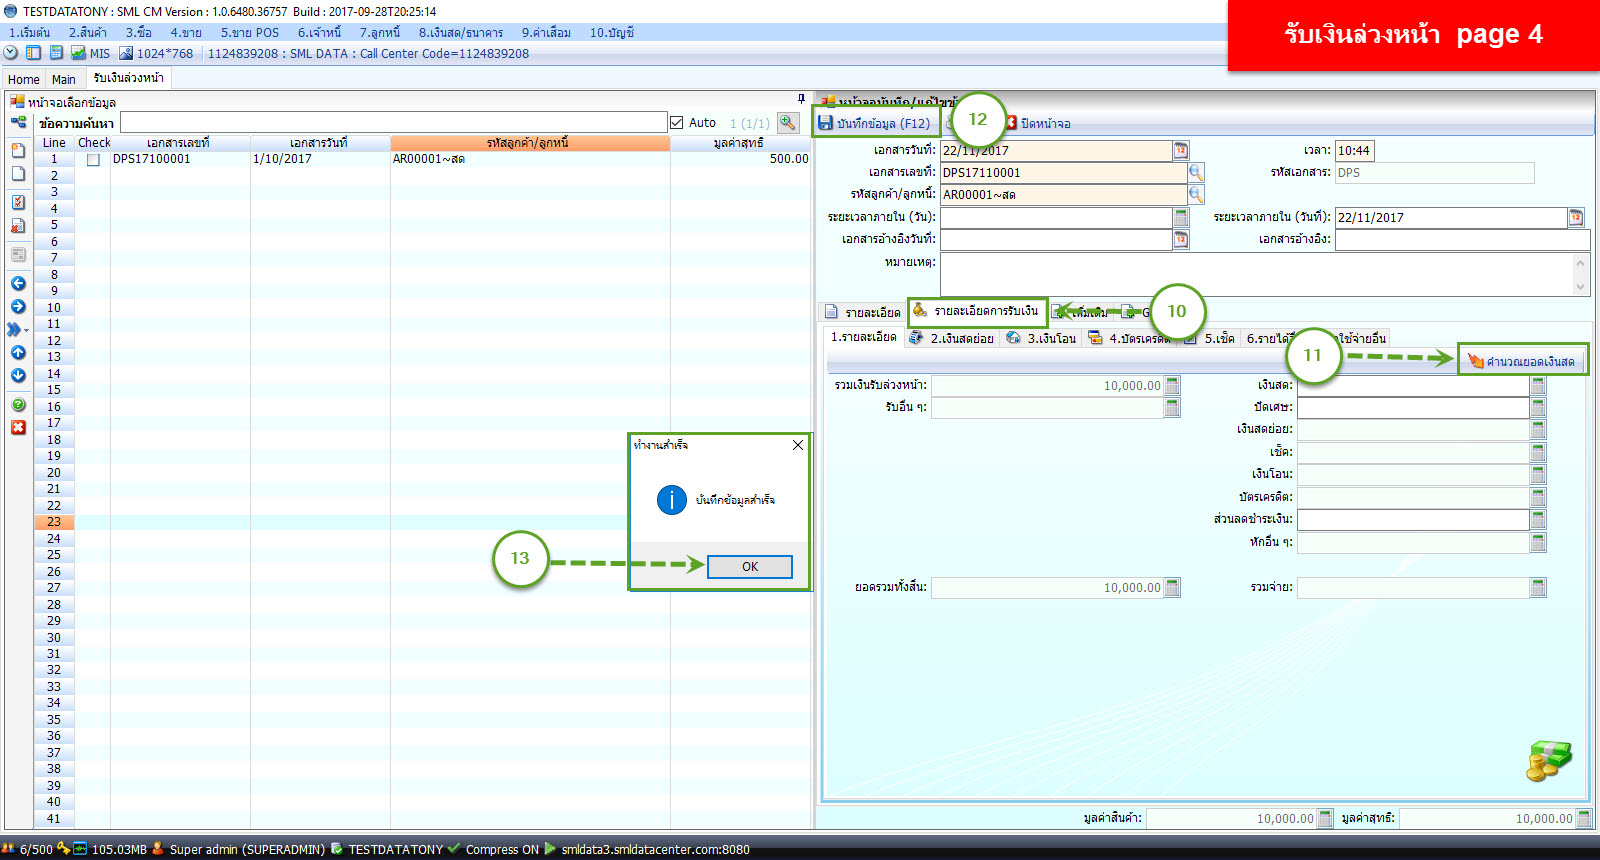 TESTDATATONY : SML CM Version : 1.0.6480.36757 Build : 2017-09-28T20:25:14
รับเงินล่วงหน้า page 4
1.เริ่มต้น 2.สินค้า 3.ซื้อ 4.ขาย 5.ขาย POS 6.เจ้าหนี้ 7.ลูกหนี้ 8.เงินสด/ธนาคาร 9.ค่าเสื่อม 10.บัญชี
MIS 1024*768 1124839208 : SML DATA : Call Center Code=1124839208
Home Main รับเงินล่วงหน้า
หน้าจอเลือกข้อมูล
ข้อความค้นหา Auto 1 (1/1)
Line Check เอกสารเลขที่ เอกสารวันที่ รหัสลูกค้า/ลูกหนี้ มูลค่าสุทธิ
1 DPS17100001 1/10/2017 AR00001~สด 500.00
2
3
4
5
6
7
8
9
10
11
12
13
14
15
16
17
18
19
20
21
22
23
24
25
26
27
28
29
30
31
32
33
34
35
36
37
38
39
40
41
หน้าจอบันทึก/แก้ไข
บันทึกข้อมูล (F12) 12 ปิดหน้าจอ
เอกสารวันที่: 22/11/2017 เวลา: 10:44
เอกสารเลขที่: DPS17110001 รหัสเอกสาร: DPS
รหัสลูกค้า/ลูกหนี้: AR00001~สด
ระยะเวลาภายใน (วัน): ระยะเวลาภายใน (วันที่): 22/11/2017
เอกสารอ้างอิงวันที่: เอกสารอ้างอิง:
หมายเหตุ:
รายละเอียด รายละเอียดการรับเงิน เพิ่มเติม G 10
1.รายละเอียด 2.เงินสดย่อย 3.เงินโอน 4.บัตรเครดิต 5.เช็ค 6.รายได้อื่น ใช้จ่ายอื่น
11 คำนวณยอดเงินสด
รวมเงินรับล่วงหน้า: 10,000.00 เงินสด:
รับอื่น ๆ: ปัดเศษ:
เงินสดย่อย:
เช็ค:
เงินโอน:
บัตรเครดิต:
ส่วนลดชำระเงิน:
หักอื่น ๆ:
ยอดรวมทั้งสิ้น: 10,000.00 รวมจ่าย:
ทำงานสำเร็จ
บันทึกข้อมูลสำเร็จ
13 OK
มูลค่าสินค้า: 10,000.00 มูลค่าสุทธิ: 10,000.00
6/500 105.03MB Super admin (SUPERADMIN) TESTDATATONY Compress ON smldata3.smldatacenter.com:8080